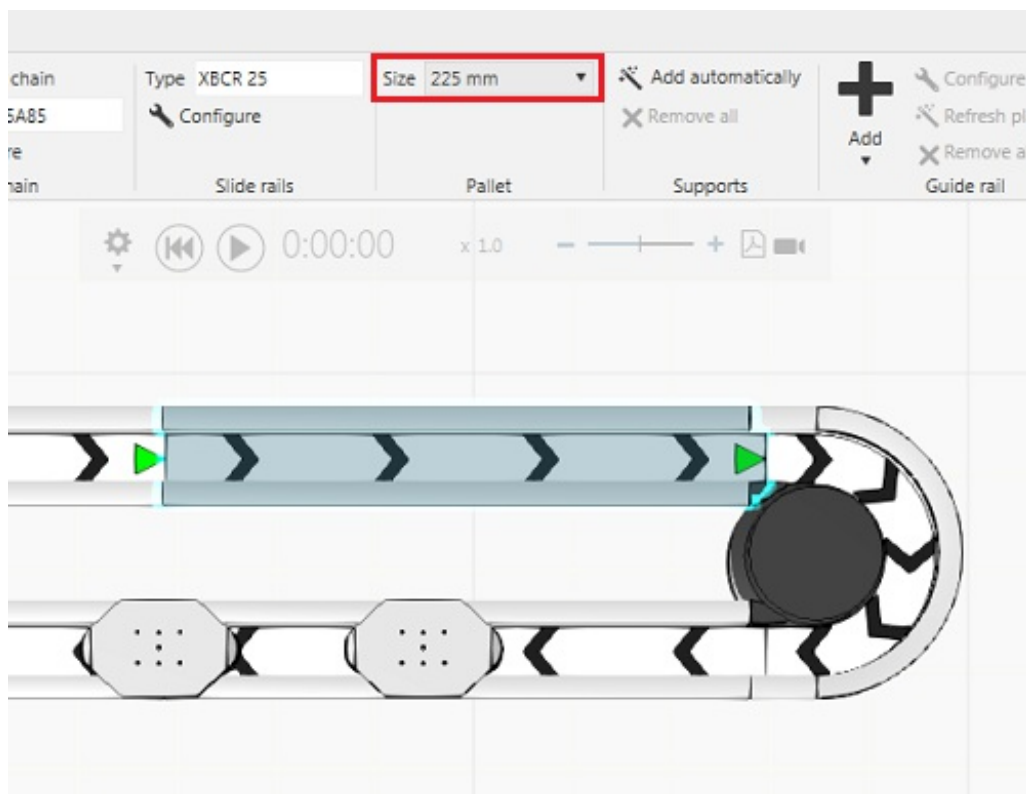 chain
Type XBCR 25
Size 225 mm
Add automatically
5A85
Configure
Remove all
Add
Configure
Refresh pl
Remove a
re
hain
Slide rails
Pallet
Supports
Guide rail
0:00:00
x 1.0